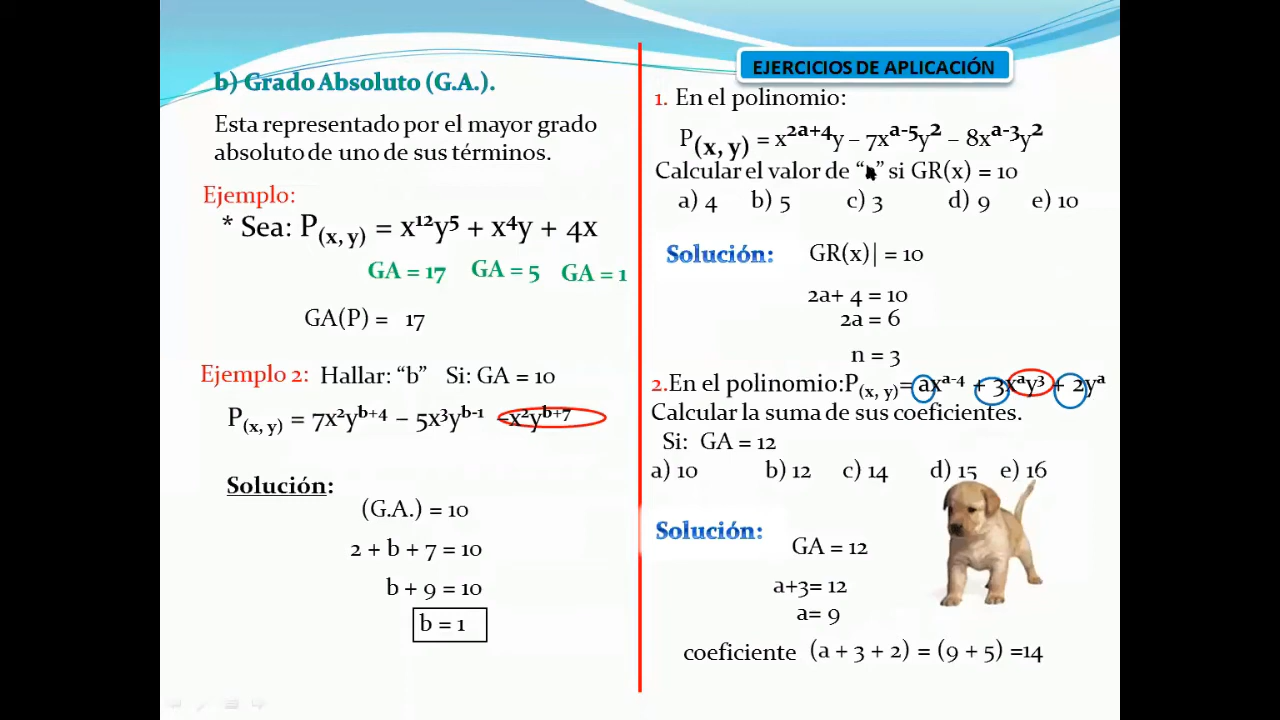 b) Grado Absoluto (G.A.).
Esta representado por el mayor grado
absoluto de uno de sus términos.
Ejemplo:
* Sea: P(x, y) = x¹²y⁵ + x⁴y + 4x
GA = 17 GA = 5 GA = 1
GA(P) = 17
Ejemplo 2: Hallar: “b” Si: GA = 10
P(x, y) = 7x²yᵇ⁺⁴ – 5x³yᵇ⁻¹ –x²yᵇ⁺⁷
Solución:
(G.A.) = 10
2 + b + 7 = 10
b + 9 = 10
b = 1
EJERCICIOS DE APLICACIÓN
1. En el polinomio:
P(x, y) = x²ᵃ⁺⁴y – 7xᵃ⁻⁵y² – 8xᵃ⁻³y²
Calcular el valor de “ ” si GR(x) = 10
a) 4 b) 5 c) 3 d) 9 e) 10
Solución: GR(x)| = 10
2a+ 4 = 10
2a = 6
n = 3
2.En el polinomio:P(x, y)= axᵃ⁻⁴ + 3xᵃy³ + 2yᵃ
Calcular la suma de sus coeficientes.
Si: GA = 12
a) 10 b) 12 c) 14 d) 15 e) 16
Solución:
GA = 12
a+3= 12
a= 9
coeficiente (a + 3 + 2) = (9 + 5) =14